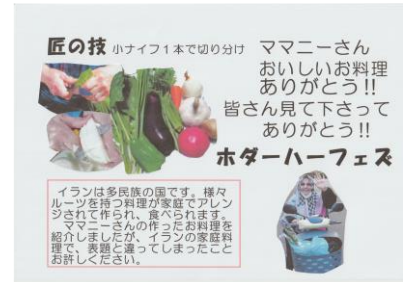 匠の技 小ナイフ1本で切り分け
ママニーさん
おいしいお料理
ありがとう!!
皆さん見て下さって
ありがとう!!
ホダーハーフェズ
イランは多民族の国です。様々
ルーツを持つ料理が家庭でアレン
ジされて作られ、食べられます。
ママニーさんの作ったお料理を
紹介しましたが、イランの家庭料
理で、表題と違ってしまったこと
お許しください。